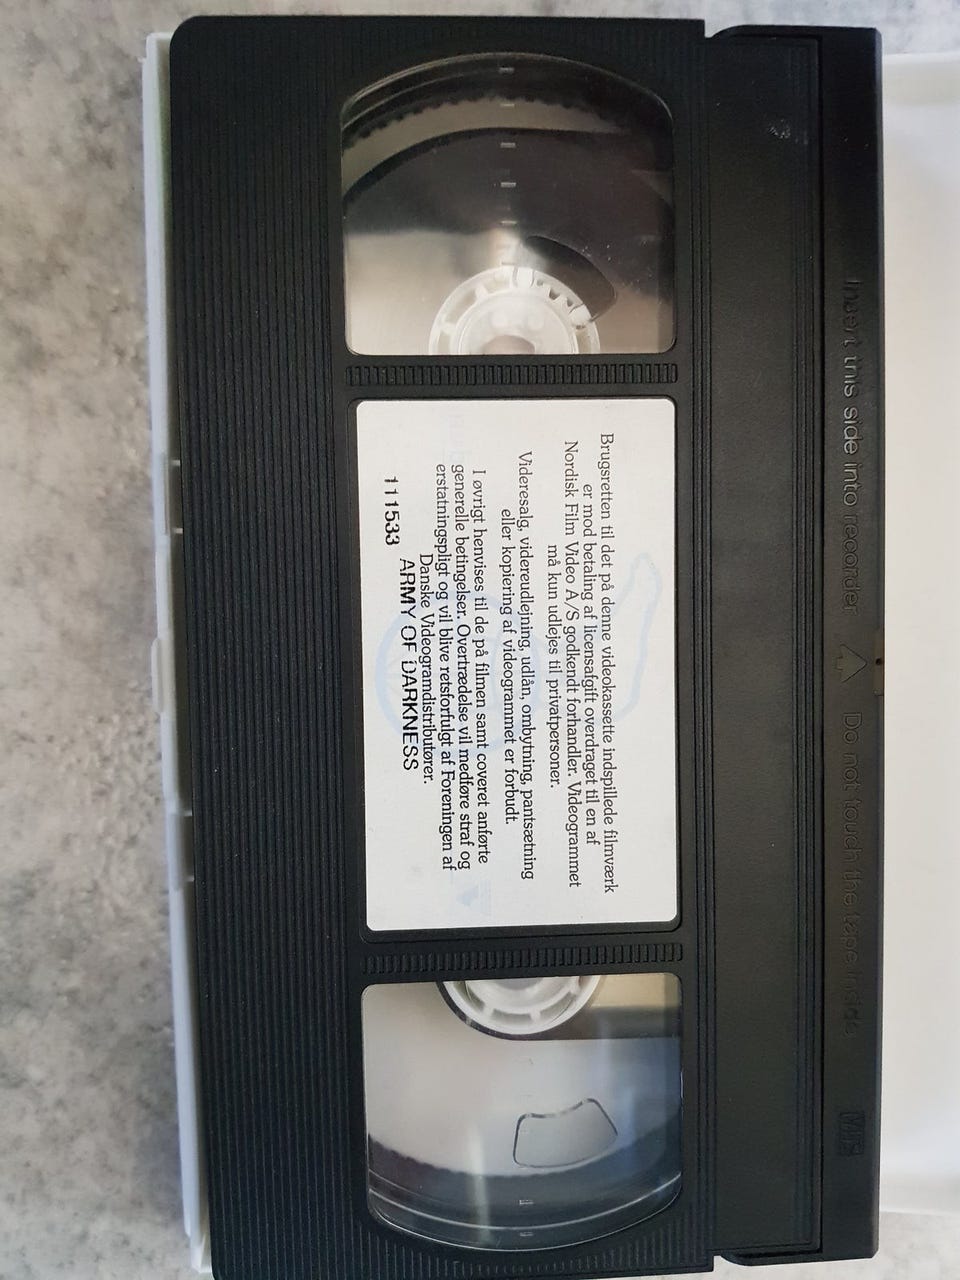 Insert this side into recorder Do not touch the tape inside
Brugsretten til det på denne videokassette indspillede filmværk
er mod betaling af licensafgift overdraget til en af
Nordisk Film Video A/S godkendt forhandler. Videogrammet
må kun udlejes til privatpersoner.
Videresalg, videreudlejning, udlån, ombytning, pantsætning
eller kopiering af videogrammet er forbudt.
I øvrigt henvises til de på filmen samt coveret anførte
generelle betingelser. Overtrædelse vil medføre straf og
erstatningspligt og vil blive retsforfulgt af Foreningen af
Danske Videogramdistributører.
111533 ARMY OF DARKNESS